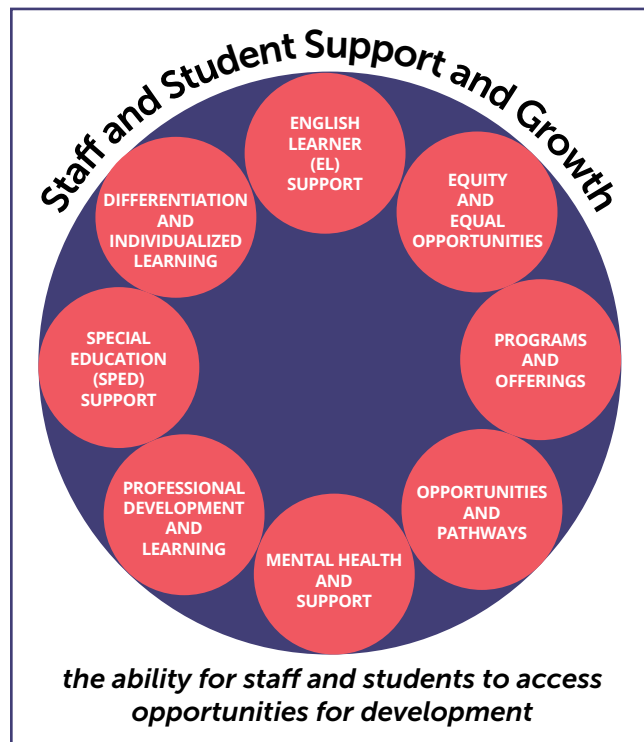 Staff and Student Support and Growth
ENGLISH
LEARNER
(EL)
SUPPORT
EQUITY
AND
EQUAL
OPPORTUNITIES
PROGRAMS
AND
OFFERINGS
OPPORTUNITIES
AND
PATHWAYS
MENTAL HEALTH
AND
SUPPORT
PROFESSIONAL
DEVELOPMENT
AND
LEARNING
SPECIAL
EDUCATION
(SPED)
SUPPORT
DIFFERENTIATION
AND
INDIVIDUALIZED
LEARNING
the ability for staff and students to access
opportunities for development